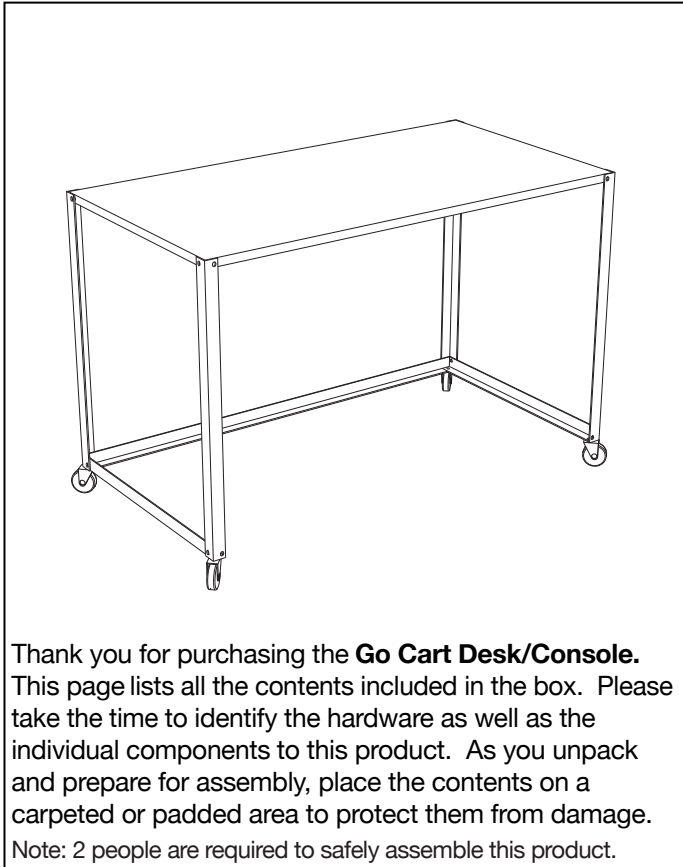 Thank you for purchasing the Go Cart Desk/Console.
This page lists all the contents included in the box.  Please
take the time to identify the hardware as well as the
individual components to this product.  As you unpack
and prepare for assembly, place the contents on a
carpeted or padded area to protect them from damage.
Note: 2 people are required to safely assemble this product.